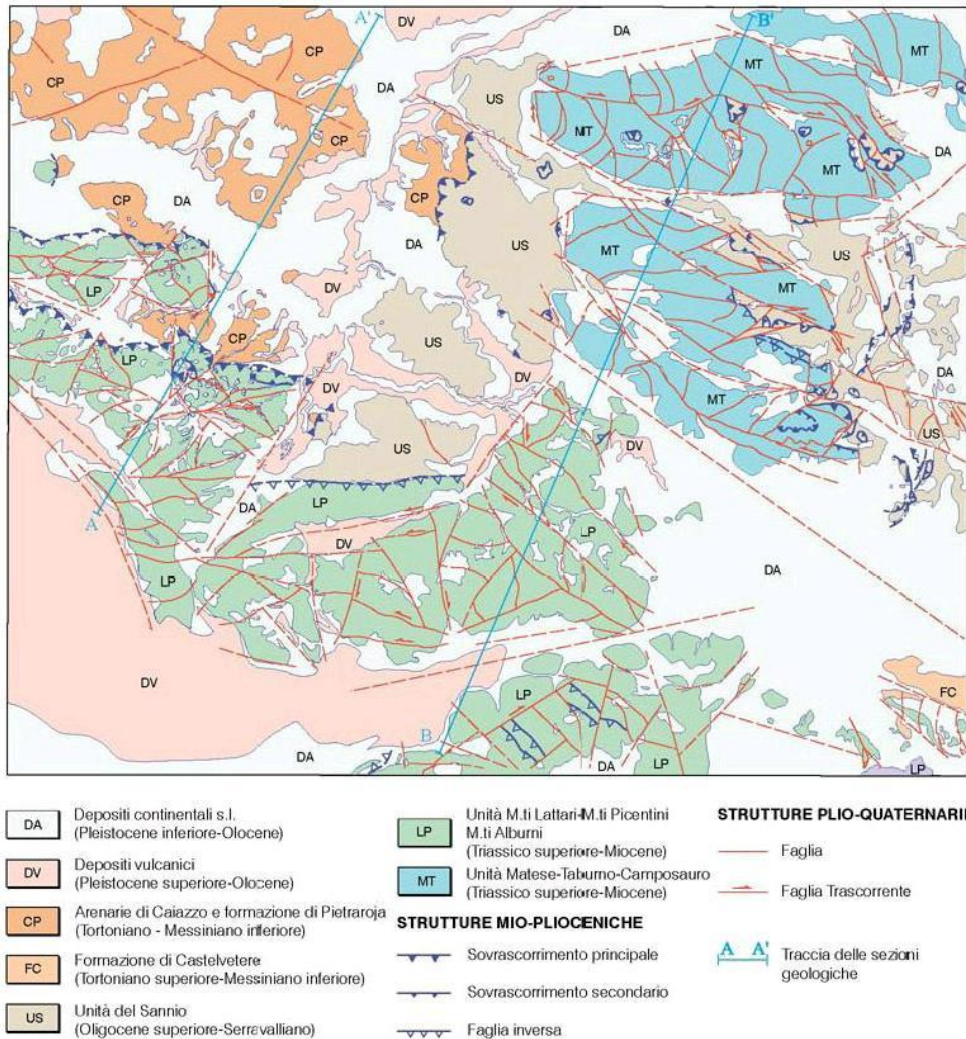 A'
DV
DA
B'
MT
CP
CP
CP
MT
DA
US
MT
CP
DA
MT
CP
CP
DA
DA
US
MT
US
LP
DV
MT
CP
US
LP
DV
DV
DA
MT
US
DV
US
A
DA
LP
LP
DV
DA
LP
DV
LP
FC
B
DA
DA
LP
LP
DA Depositi continentali s.l.
(Pleistocene inferiore-Olocene)
DV Depositi vulcanici
(Pleistocene superiore-Olocene)
CP Arenarie di Caiazzo e formazione di Pietraroja
(Tortoniano - Messiniano inferiore)
FC Formazione di Castelvetere
(Tortoniano superiore-Messiniano inferiore)
US Unità del Sannio
(Oligocene superiore-Serravalliano)
LP Unità M.ti Lattari-M.ti Picentini
M.ti Alburni
(Triassico superiore-Miocene)
MT Unità Matese-Taburno-Camposauro
(Triassico superiore-Miocene)
STRUTTURE MIO-PLIOCENICHE
Sovrascorrimento principale
Sovrascorrimento secondario
Faglia inversa
STRUTTURE PLIO-QUATERNARIE
Faglia
Faglia Trascorrente
A A' Traccia delle sezioni
geologiche